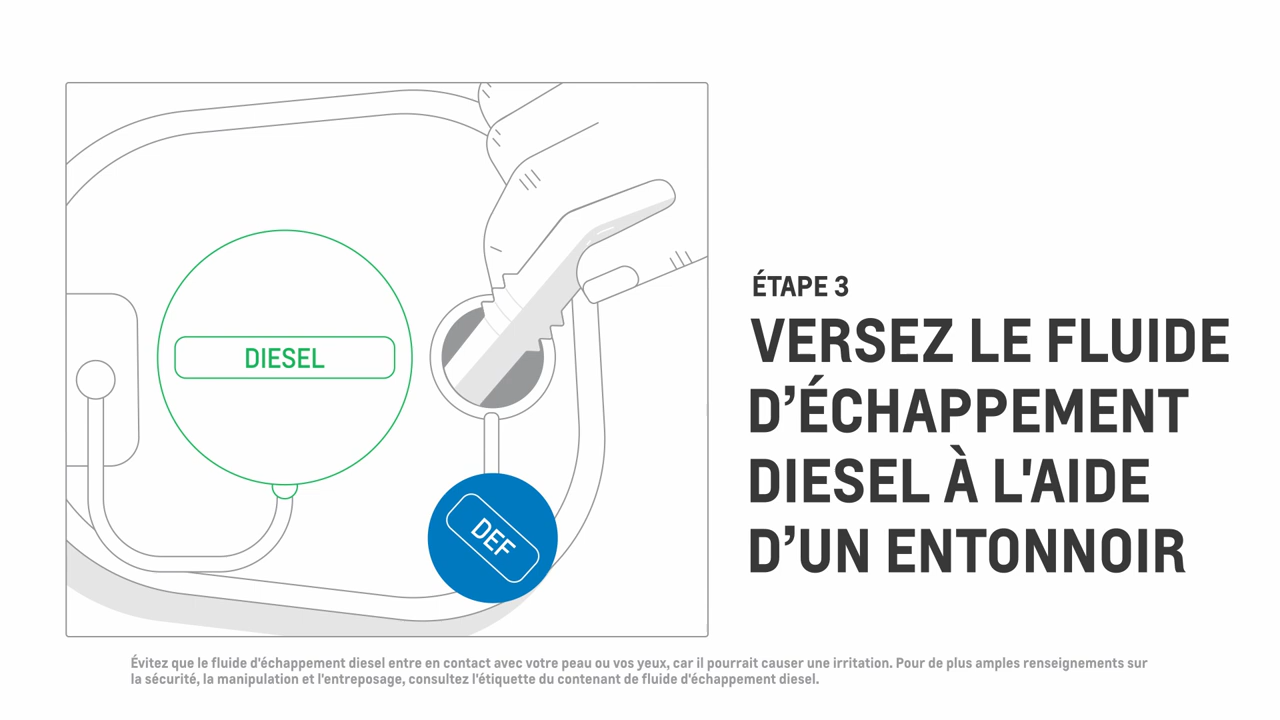 DIESEL
DEF
ÉTAPE 3
VERSEZ LE FLUIDE
D’ÉCHAPPEMENT
DIESEL À L'AIDE
D’UN ENTONNOIR
Évitez que le fluide d'échappement diesel entre en contact avec votre peau ou vos yeux, car il pourrait causer une irritation. Pour de plus amples renseignements sur
la sécurité, la manipulation et l'entreposage, consultez l'étiquette du contenant de fluide d'échappement diesel.